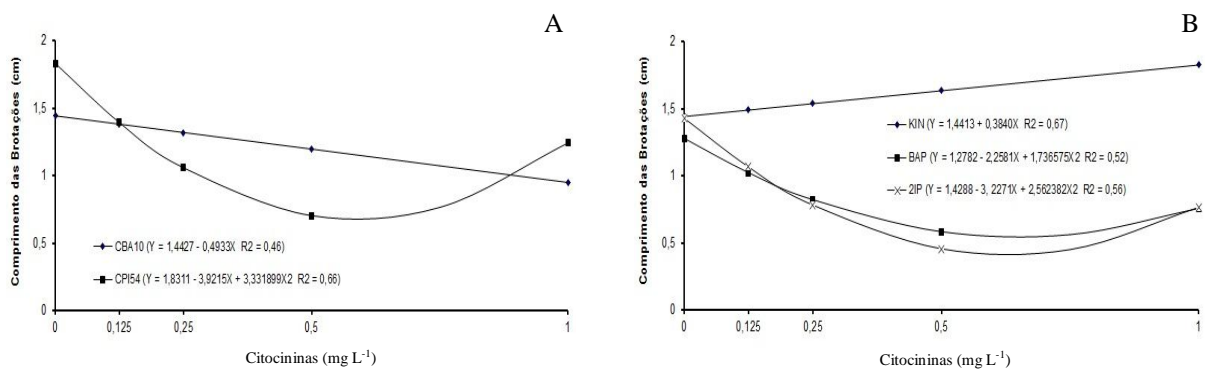 A
Comprimento das Brotações (cm)
2
1,5
1
0,5
0
CBA10 (Y = 1,4427 - 0,4933X R2 = 0,46)
CPI54 (Y = 1,8311 - 3,9215X + 3,331899X2 R2 = 0,66)
0
0,125
0,25
0,5
1
Citocininas (mg L-1)
B
Comprimento das Brotações (cm)
2
1,5
1
0,5
0
KIN (Y = 1,4413 + 0,3840X R2 = 0,67)
BAP (Y = 1,2782 - 2,2581X + 1,736575X2 R2 = 0,52)
2IP (Y = 1,4288 - 3, 2271X + 2,562382X2 R2 = 0,56)
0
0,125
0,25
0,5
1
Citocininas (mg L-1)